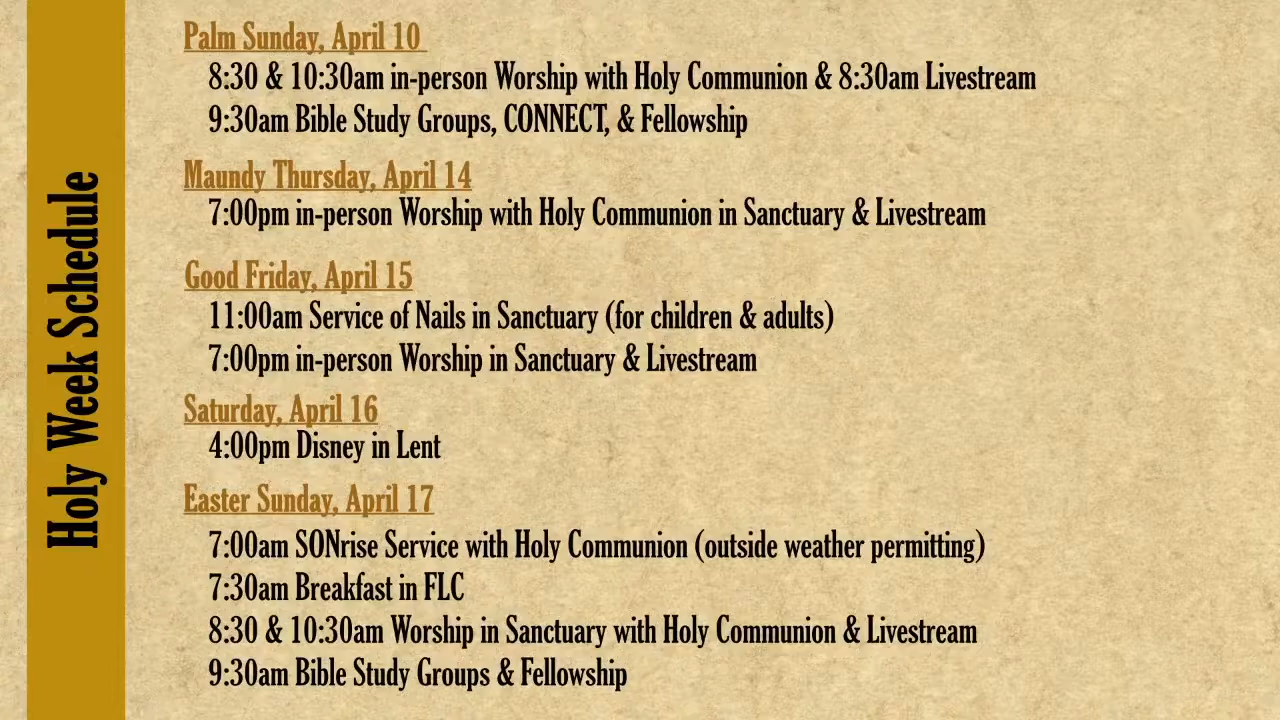 Holy Week Schedule
Palm Sunday, April 10
8:30 & 10:30am in-person Worship with Holy Communion & 8:30am Livestream
9:30am Bible Study Groups, CONNECT, & Fellowship
Maundy Thursday, April 14
7:00pm in-person Worship with Holy Communion in Sanctuary & Livestream
Good Friday, April 15
11:00am Service of Nails in Sanctuary (for children & adults)
7:00pm in-person Worship in Sanctuary & Livestream
Saturday, April 16
4:00pm Disney in Lent
Easter Sunday, April 17
7:00am SONrise Service with Holy Communion (outside weather permitting)
7:30am Breakfast in FLC
8:30 & 10:30am Worship in Sanctuary with Holy Communion & Livestream
9:30am Bible Study Groups & Fellowship